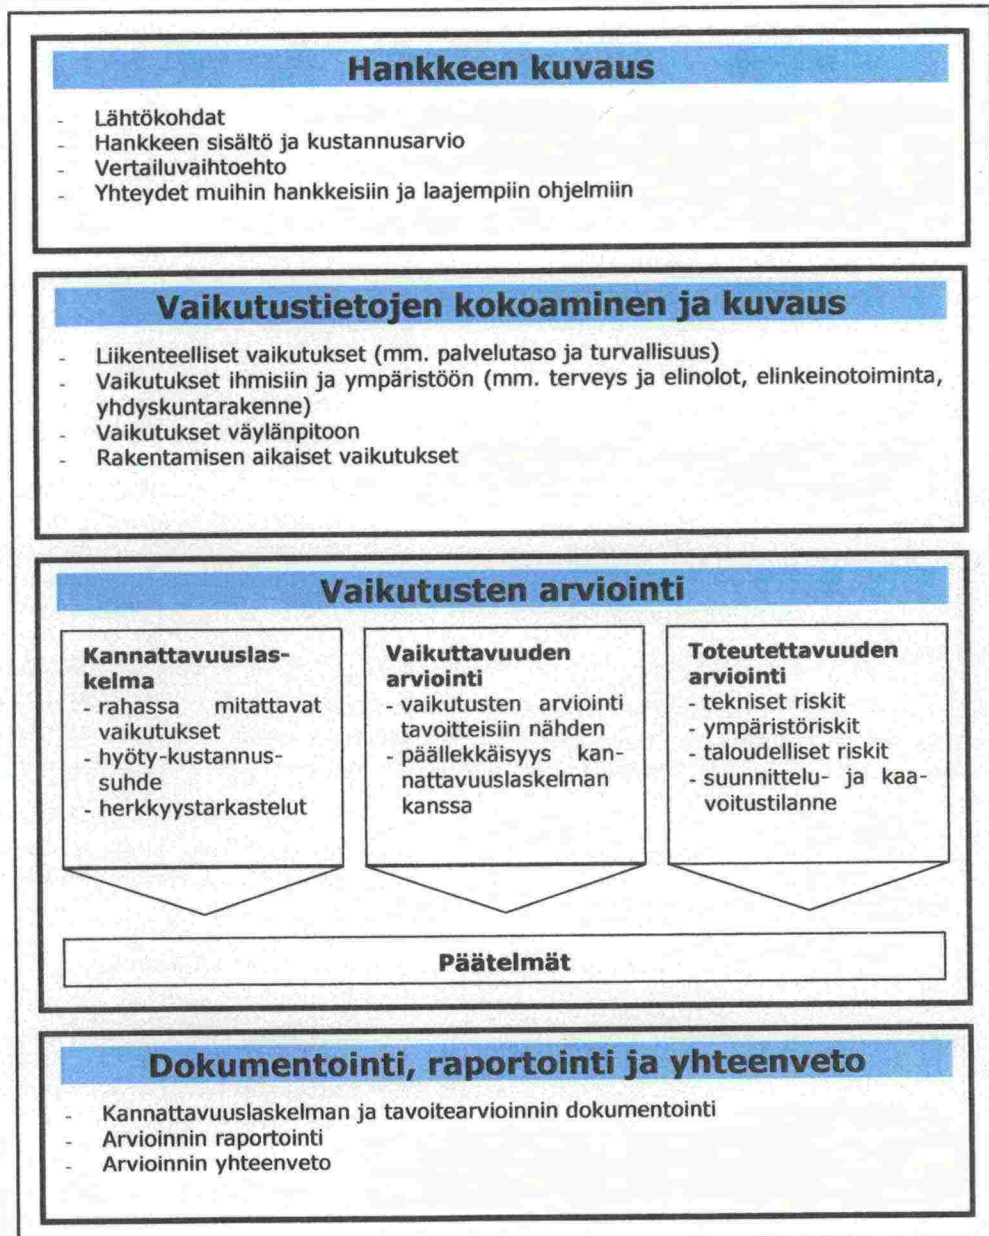 Hankkeen kuvaus
- Lähtökohdat
- Hankkeen sisältö ja kustannusarvio
- Vertailuvaihtoehto
- Yhteydet muihin hankkeisiin ja laajempiin ohjelmiin
Vaikutustietojen kokoaminen ja kuvaus
- Liikenteelliset vaikutukset (mm. palvelutaso ja turvallisuus)
- Vaikutukset ihmisiin ja ympäristöön (mm. terveys ja elinolot, elinkeinotoiminta,
yhdyskuntarakenne)
- Vaikutukset väylänpitoon
- Rakentamisen aikaiset vaikutukset
Vaikutusten arviointi
Kannattavuuslas-
kelma
- rahassa mitattavat
vaikutukset
- hyöty-kustannus-
suhde
- herkkyystarkastelut
Vaikuttavuuden
arviointi
- vaikutusten arviointi
tavoitteisiin nähden
- päällekkäisyys kan-
nattavuuslaskelman
kanssa
Toteutettavuuden
arviointi
- tekniset riskit
- ympäristöriskit
- taloudelliset riskit
- suunnittelu- ja kaa-
voitustilanne
Päätelmät
Dokumentointi, raportointi ja yhteenveto
- Kannattavuuslaskelman ja tavoitearvioinnin dokumentointi
- Arvioinnin raportointi
- Arvioinnin yhteenveto